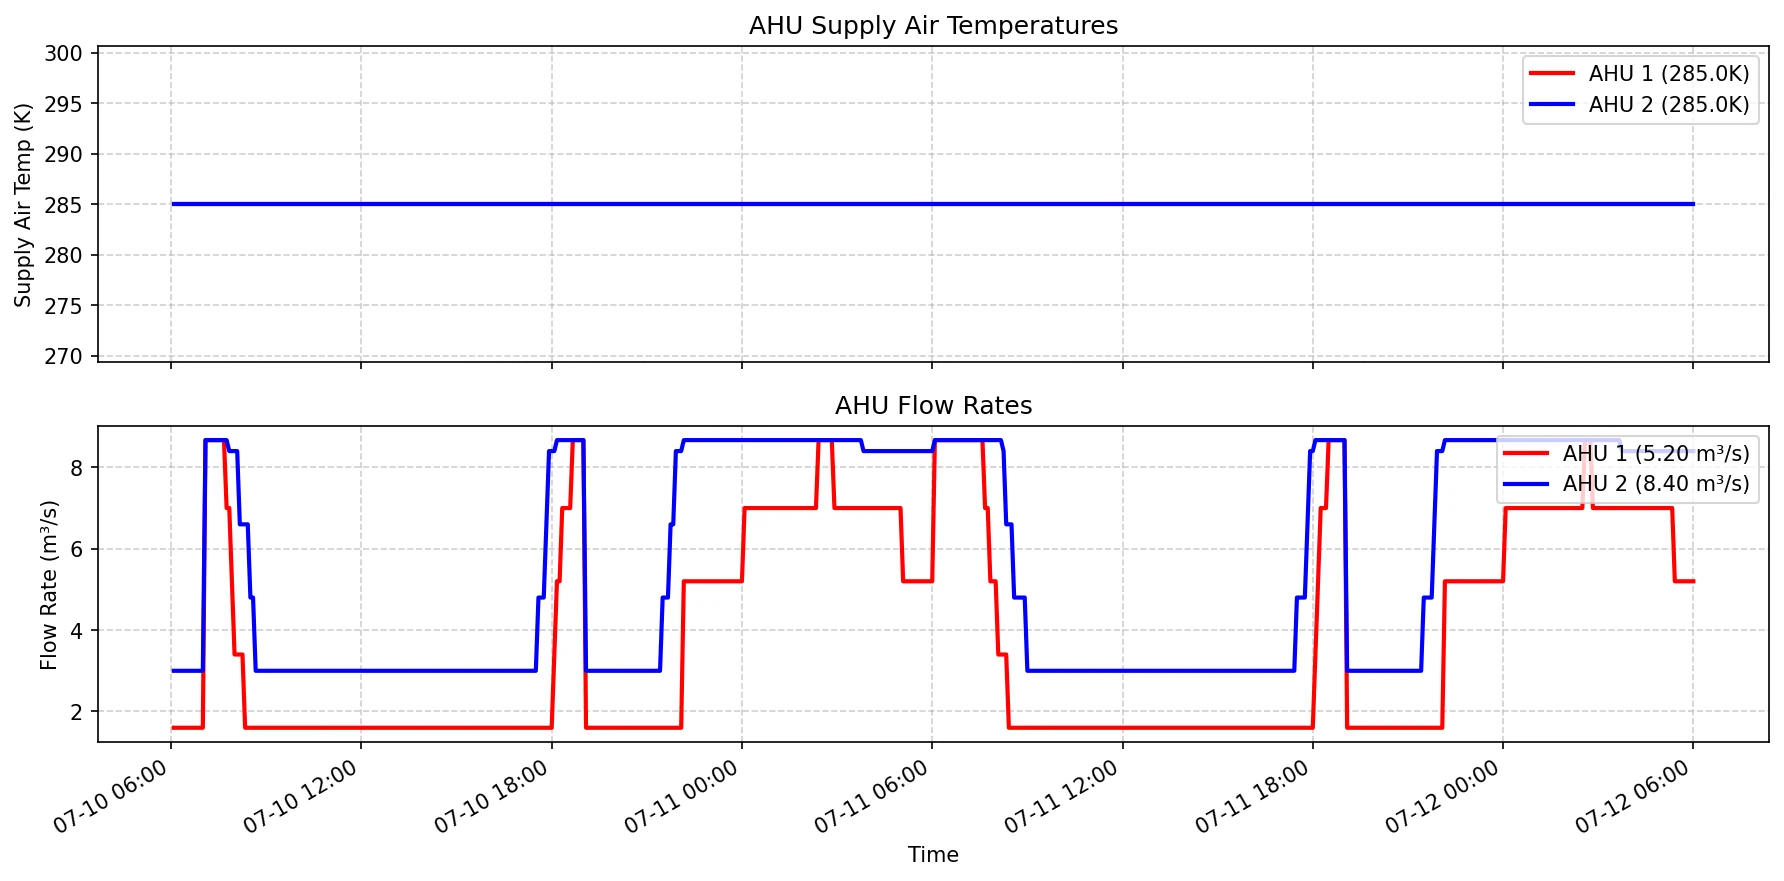 AHU Supply Air Temperatures
Supply Air Temp (K)
300
295
290
285
280
275
270
AHU 1 (285.0K)
AHU 2 (285.0K)
AHU Flow Rates
Flow Rate (m³/s)
8
6
4
2
AHU 1 (5.20 m³/s)
AHU 2 (8.40 m³/s)
07-10 06:00
07-10 12:00
07-10 18:00
07-11 00:00
07-11 06:00
07-11 12:00
07-11 18:00
07-12 00:00
07-12 06:00
Time